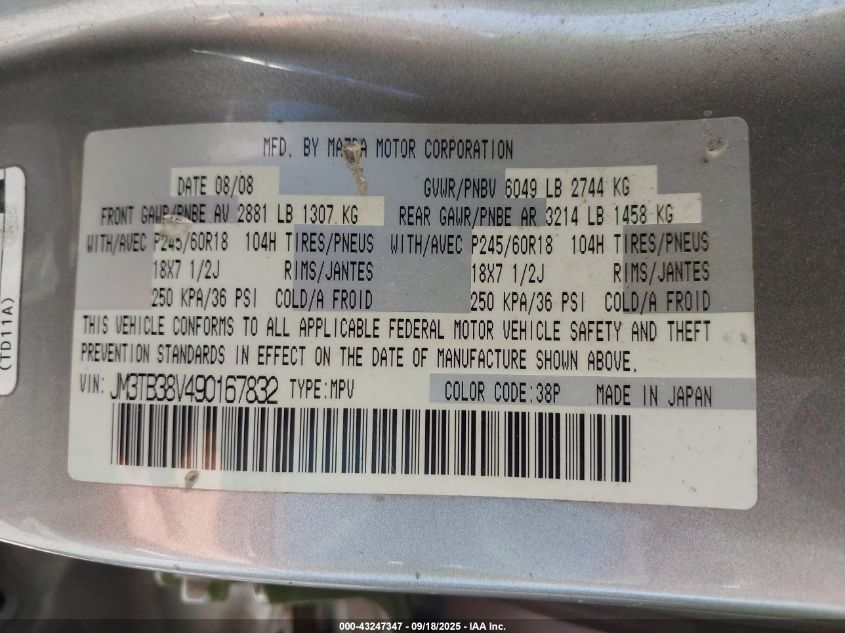 MFD. BY MAZDA MOTOR CORPORATION
DATE 08/08 GVWR/PNBV 6049 LB 2744 KG
FRONT GAWR/PNBE AV 2881 LB 1307 KG REAR GAWR/PNBE AR 3214 LB 1458 KG
WITH/AVEC P245/60R18 104H TIRES/PNEUS WITH/AVEC P245/60R18 104H TIRES/PNEUS
18X7 1/2J RIMS/JANTES 18X7 1/2J RIMS/JANTES
250 KPA/36 PSI COLD/A FROID 250 KPA/36 PSI COLD/A FROID
THIS VEHICLE CONFORMS TO ALL APPLICABLE FEDERAL MOTOR VEHICLE SAFETY AND THEFT
PREVENTION STANDARDS IN EFFECT ON THE DATE OF MANUFACTURE SHOWN ABOVE.
VIN: JM3TB38V490167832 TYPE:MPV COLOR CODE:38P MADE IN JAPAN
(TD11A)
000-43247347 - 09/18/2025 - IAA Inc.